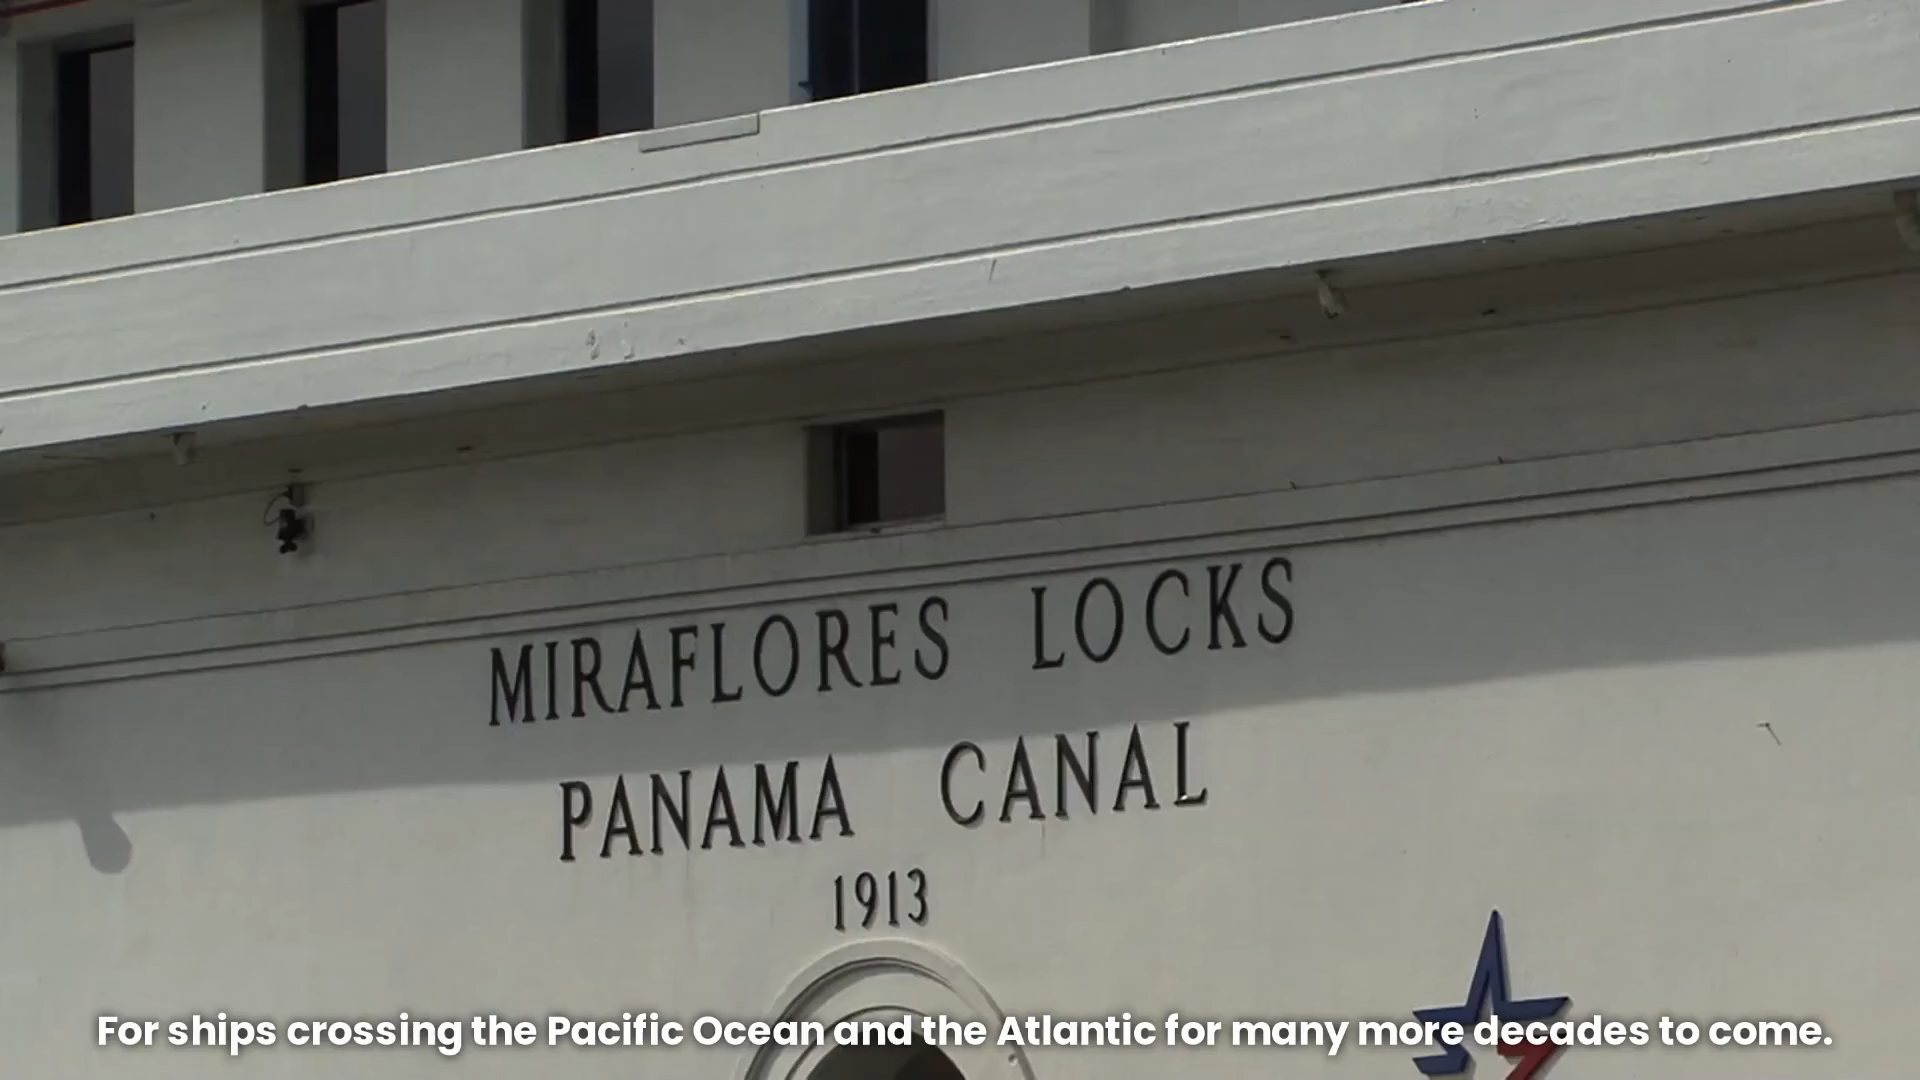 MIRAFLORES LOCKS
PANAMA CANAL
1913
For ships crossing the Pacific Ocean and the Atlantic for many more decades to come.